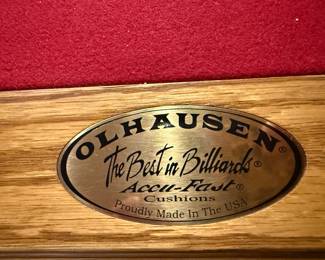 OLHAUSEN®
The Best in Billiards®
Accu-Fast®
Cushions
Proudly Made In The USA